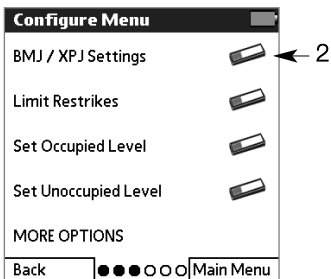 Configure Menu
BMJ / XPJ Settings
2
Limit Restrikes
Set Occupied Level
Set Unoccupied Level
MORE OPTIONS
Back
Main Menu